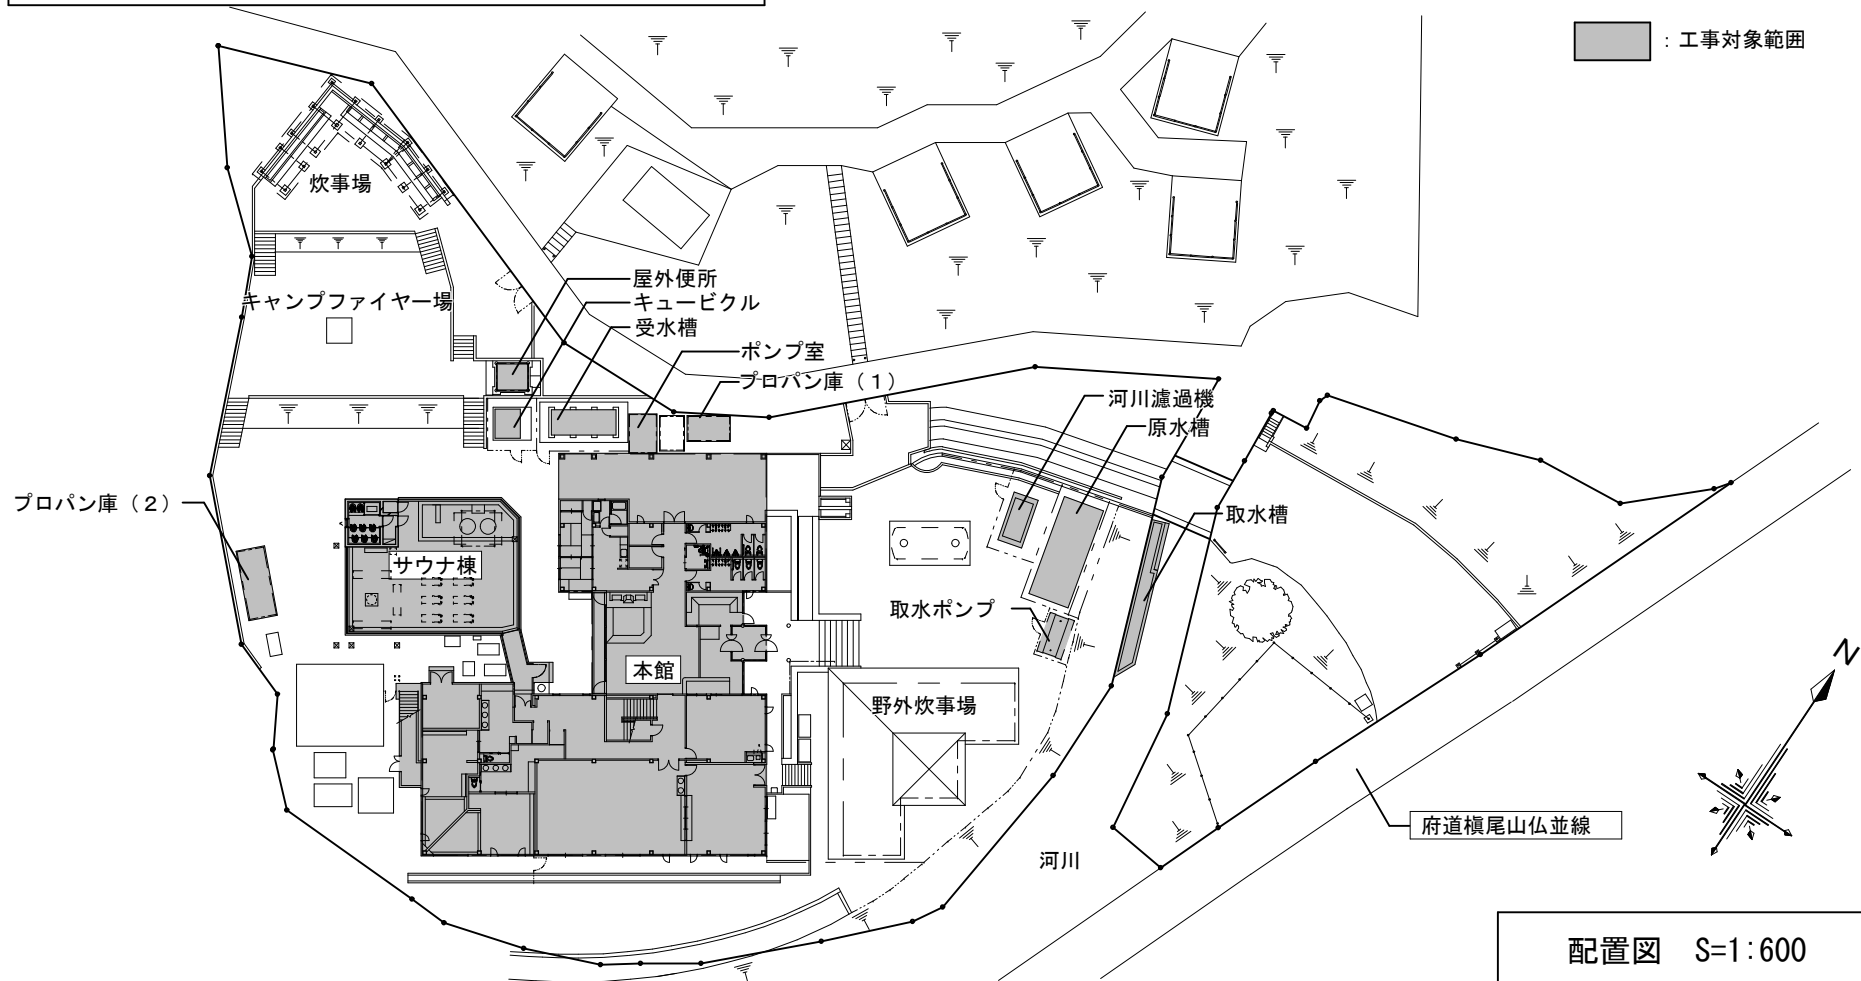 ：工事対象範囲
炊事場
屋外便所
キャンプファイヤー場
キュービクル
受水槽
ポンプ室
プロパン庫（１）
河川濾過機
原水槽
プロパン庫（２）
取水槽
サウナ棟
取水ポンプ
本館
野外炊事場
N
府道槇尾山仏並線
河川
配置図　S=1:600